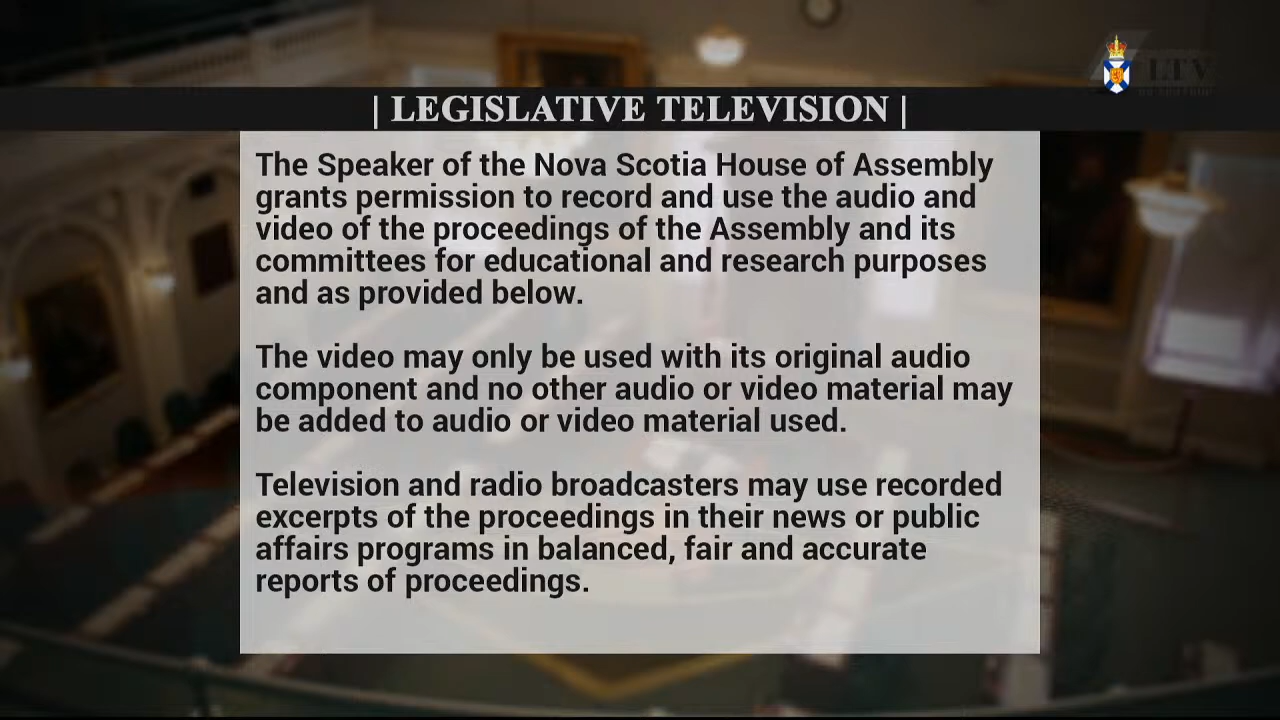 LTV
| LEGISLATIVE TELEVISION |
The Speaker of the Nova Scotia House of Assembly
grants permission to record and use the audio and
video of the proceedings of the Assembly and its
committees for educational and research purposes
and as provided below.
The video may only be used with its original audio
component and no other audio or video material may
be added to audio or video material used.
Television and radio broadcasters may use recorded
excerpts of the proceedings in their news or public
affairs programs in balanced, fair and accurate
reports of proceedings.